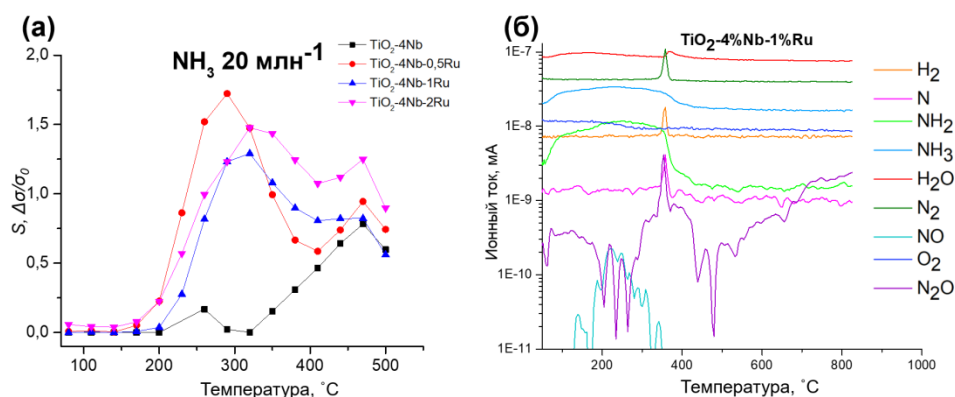 (а)
NH₃ 20 млн⁻¹
TiO₂-4Nb
TiO₂-4Nb-0,5Ru
TiO₂-4Nb-1Ru
TiO₂-4Nb-2Ru
S, Δσ/σ₀
2,0
1,5
1,0
0,5
0,0
100 200 300 400 500
Температура, ˚C
(б)
TiO₂-4%Nb-1%Ru
Ионный ток, мА
1E-7
1E-8
1E-9
1E-10
1E-11
200 400 600 800 1000
Температура, ˚C
H₂
N
NH₂
NH₃
H₂O
N₂
NO
O₂
N₂O